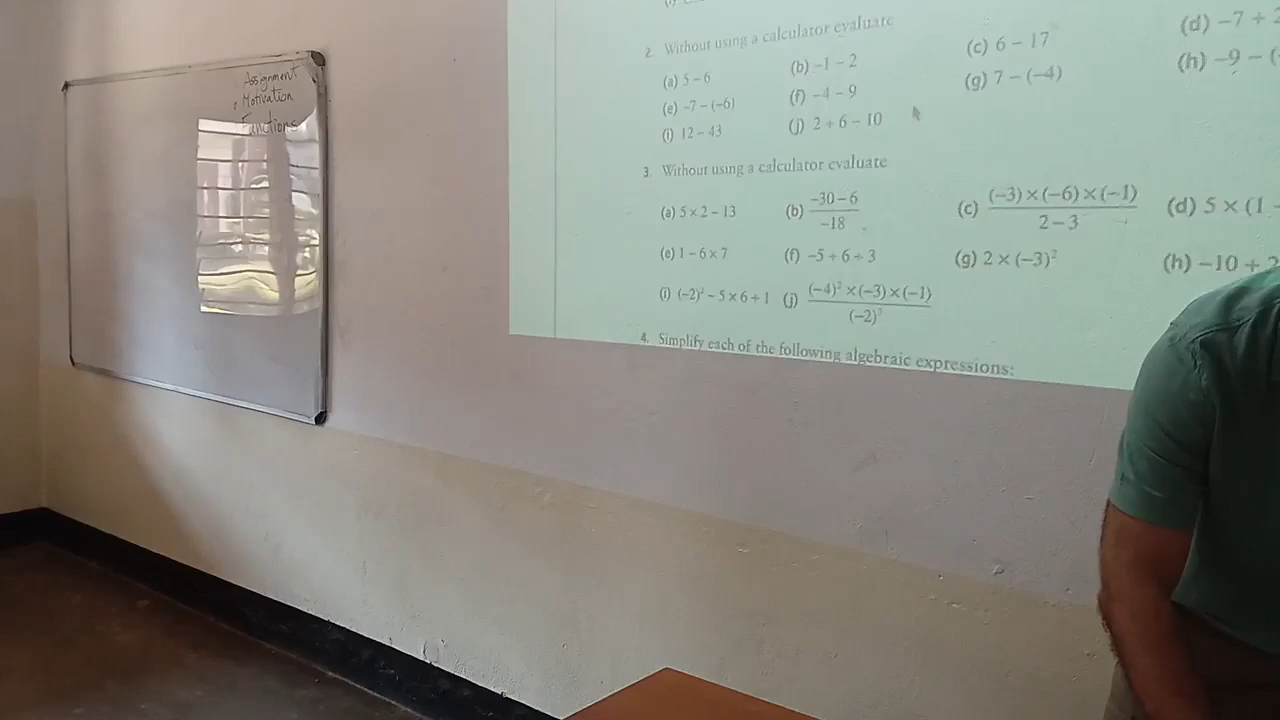 Assignment
• Motivation
Functions
2. Without using a calculator evaluate
(a) 5 – 6
(b) –1 – 2
(c) 6 – 17
(d) –7 +
(e) –7 – (–6)
(f) –4 – 9
(g) 7 – (–4)
(h) –9 – (
(i) 12 – 43
(j) 2 + 6 – 10
3. Without using a calculator evaluate
(a) 5 × 2 – 13
(b) –30 – 6
–18
(c) (–3) × (–6) × (–1)
2 – 3
(d) 5 × (1 –
(e) 1 – 6 × 7
(f) –5 + 6 ÷ 3
(g) 2 × (–3)²
(h) –10 + 2
(i) (–2)² – 5 × 6 + 1
(j) (–4)² × (–3) × (–1)
(–2)³
4. Simplify each of the following algebraic expressions: